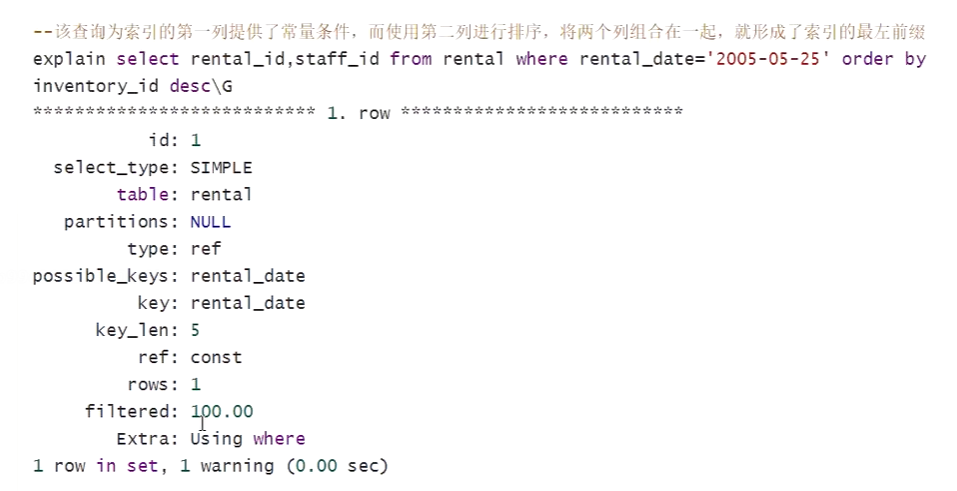 --该查询为索引的第一列提供了常量条件，而使用第二列进行排序，将两个列组合在一起，就形成了索引的最左前缀
explain select rental_id,staff_id from rental where rental_date='2005-05-25' order by
inventory_id desc\G
*************************** 1. row ***************************
id: 1
select_type: SIMPLE
table: rental
partitions: NULL
type: ref
possible_keys: rental_date
key: rental_date
key_len: 5
ref: const
rows: 1
filtered: 100.00
Extra: Using where
1 row in set, 1 warning (0.00 sec)